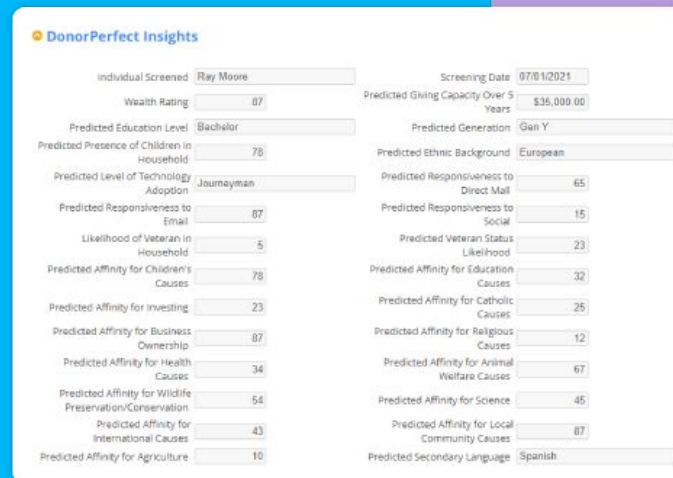 DonorPerfect Insights
Individual Screened Ray Moore Screening Date 07/01/2021
Wealth Rating 87 Predicted Giving Capacity Over 5 Years $35,000.00
Predicted Education Level Bachelor Predicted Generation Gen Y
Predicted Presence of Children in Household 78 Predicted Ethnic Background European
Predicted Level of Technology Adoption Journeyman Predicted Responsiveness to Direct Mail 65
Predicted Responsiveness to Email 87 Predicted Responsiveness to Social 15
Likelihood of Veteran in Household 5 Predicted Veteran Status Likelihood 23
Predicted Affinity for Children's Causes 78 Predicted Affinity for Education Causes 32
Predicted Affinity for Investing 23 Predicted Affinity for Catholic Causes 25
Predicted Affinity for Business Ownership 87 Predicted Affinity for Religious Causes 12
Predicted Affinity for Health Causes 34 Predicted Affinity for Animal Welfare Causes 67
Predicted Affinity for Wildlife Preservation/Conservation 54 Predicted Affinity for Science 45
Predicted Affinity for International Causes 43 Predicted Affinity for Local Community Causes 87
Predicted Affinity for Agriculture 10 Predicted Secondary Language Spanish